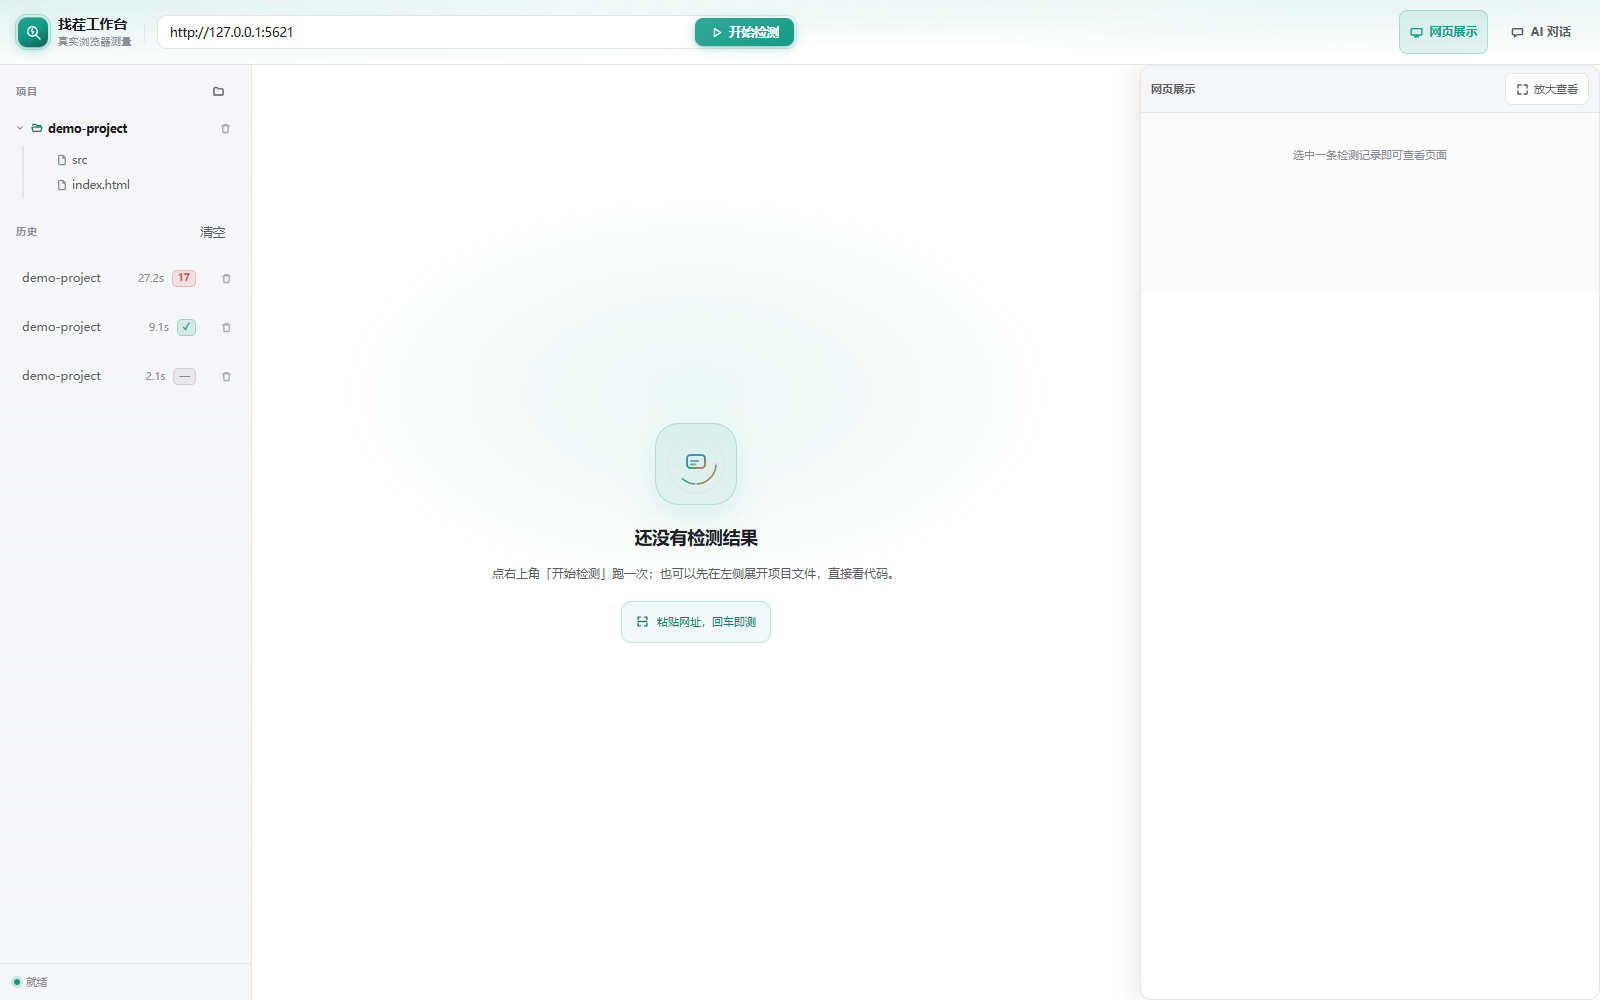 找茬工作台
真实浏览器测量
http://127.0.0.1:5621
开始检测
网页展示
AI 对话
项目
demo-project
src
index.html
历史
清空
demo-project 27.2s 17
demo-project 9.1s ✓
demo-project 2.1s —
就绪
还没有检测结果
点右上角「开始检测」跑一次；也可以先在左侧展开项目文件，直接看代码。
粘贴网址，回车即测
网页展示
放大查看
选中一条检测记录即可查看页面